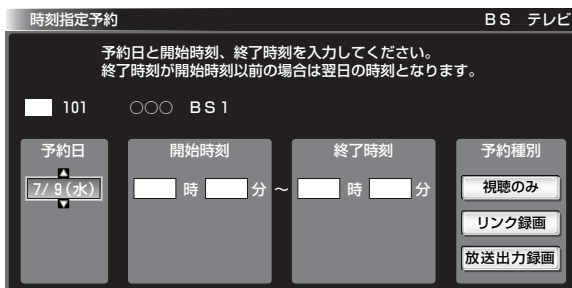 時刻指定予約 BS テレビ
予約日と開始時刻、終了時刻を入力してください。
終了時刻が開始時刻以前の場合は翌日の時刻となります。
101 ○○○ BS1
予約日 開始時刻 終了時刻 予約種別
7/ 9(水) 時 分 ～ 時 分 視聴のみ
リンク録画
放送出力録画